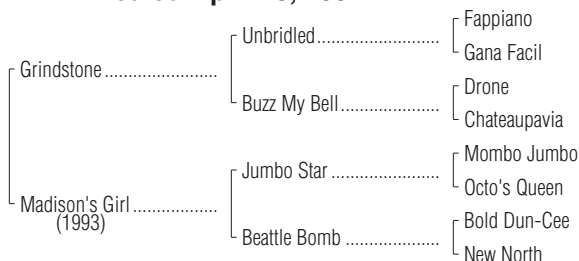 Fappiano
Unbridled
Gana Facil
Grindstone
Drone
Buzz My Bell
Chateaupavia
Mombo Jumbo
Jumbo Star
Octo's Queen
Madison's Girl
(1993)
Bold Dun-Cee
Beattle Bomb
New North